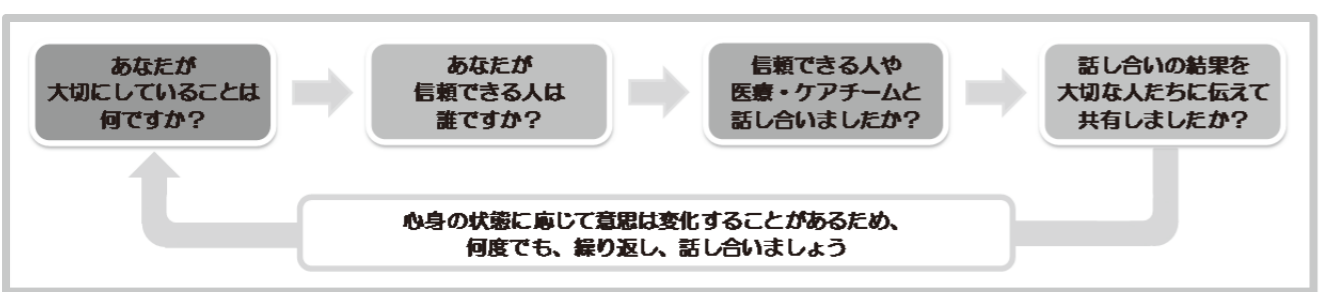 あなたが
大切にしていることは
何ですか？
あなたが
信頼できる人は
誰ですか？
信頼できる人や
医療・ケアチームと
話し合いましたか？
話し合いの結果を
大切な人たちに伝えて
共有しましたか？
心身の状態に応じて意思は変化することがあるため、
何度でも、繰り返し、話し合いましょう